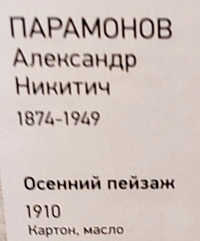 ПАРАМОНОВ
Александр
Никитич
1874-1949
Осенний пейзаж
1910
Картон, масло